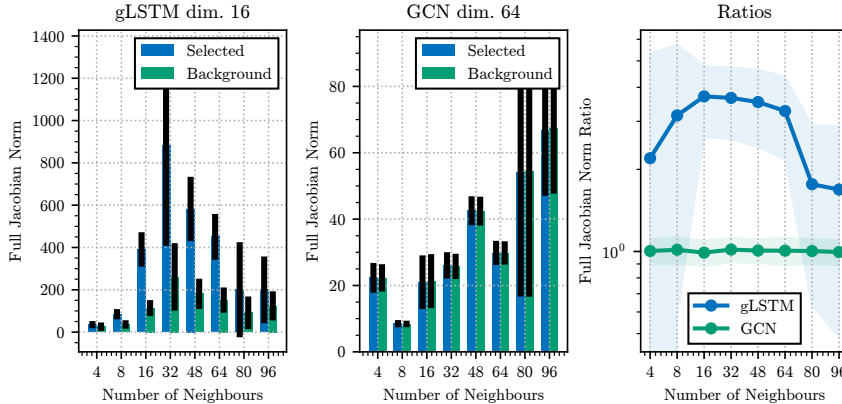 gLSTM dim. 16
GCN dim. 64
Ratios
Full Jacobian Norm
1400
1200
1000
800
600
400
200
0
Selected
Background
4 8 16 32 48 64 80 96
Number of Neighbours
Full Jacobian Norm
80
60
40
20
0
Selected
Background
4 8 16 32 48 64 80 96
Number of Neighbours
Full Jacobian Norm Ratio
10⁰
gLSTM
GCN
4 8 16 32 48 64 80 96
Number of Neighbours